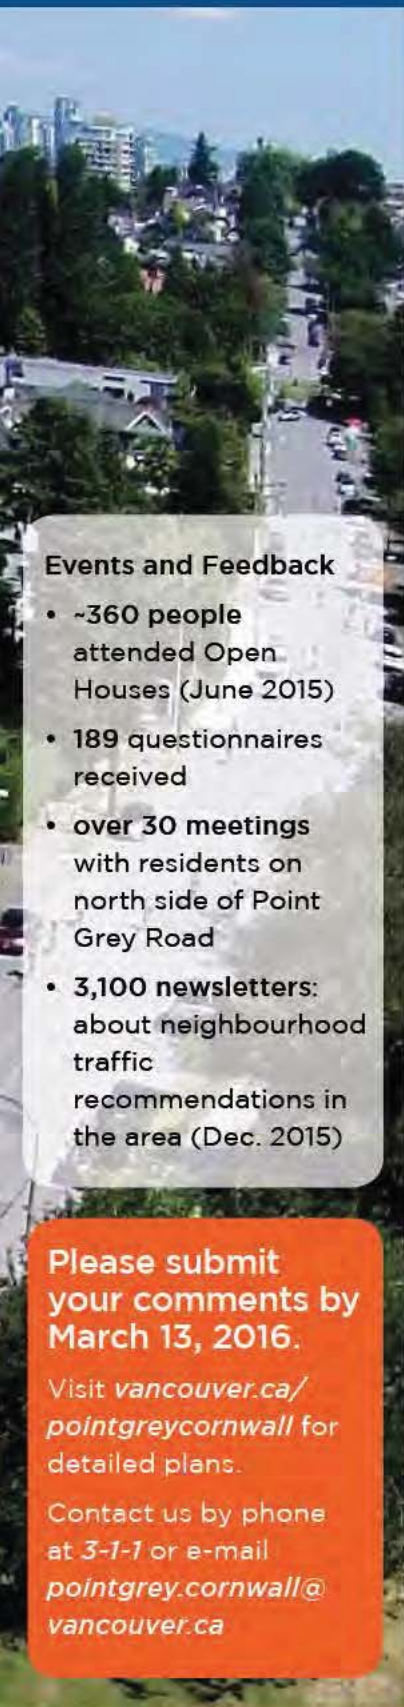 Events and Feedback
• ~360 people
attended Open
Houses (June 2015)
• 189 questionnaires
received
• over 30 meetings
with residents on
north side of Point
Grey Road
• 3,100 newsletters:
about neighbourhood
traffic
recommendations in
the area (Dec. 2015)
Please submit
your comments by
March 13, 2016.
Visit vancouver.ca/
pointgreycornwall for
detailed plans.
Contact us by phone
at 3-1-1 or e-mail
pointgrey.cornwall@
vancouver.ca